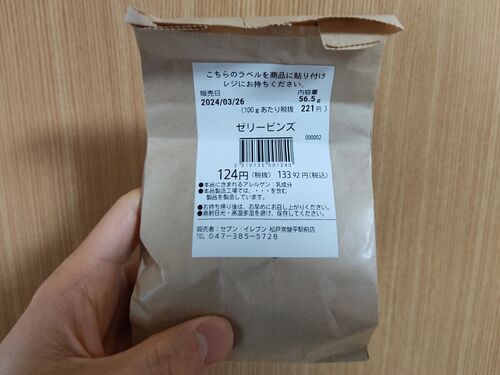 こちらのラベルを商品に貼り付け
レジにお持ちください。
販売日 内容量
2024/03/26 56.5g
(100gあたり税抜 221円)
ゼリービンズ
000002
2 310735 001240
124円(税抜) 133.92円(税込)
●本品に含まれるアレルゲン：乳成分
●本品製造工場では、・・・を含む
製品を製造しています。
●お持ち帰り後は、お早めにお召し上がりください。
●直射日光・高温多湿を避け、保存してください。
販売者：セブン‐イレブン 松戸常盤平駅前店
TEL 047-385-5728